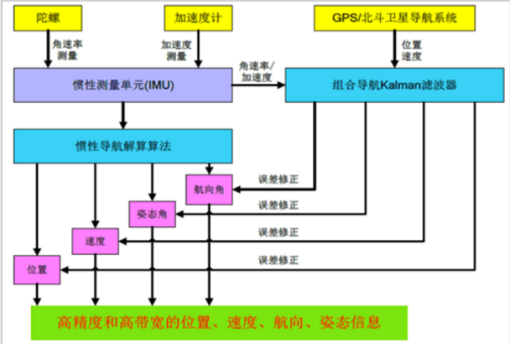 陀螺
加速度计
GPS/北斗卫星导航系统
角速率
测量
加速度
测量
位置
速度
惯性测量单元(IMU)
角速率/
加速度
组合导航Kalman滤波器
惯性导航解算算法
航向角
误差修正
姿态角
误差修正
速度
误差修正
位置
误差修正
高精度和高带宽的位置、速度、航向、姿态信息